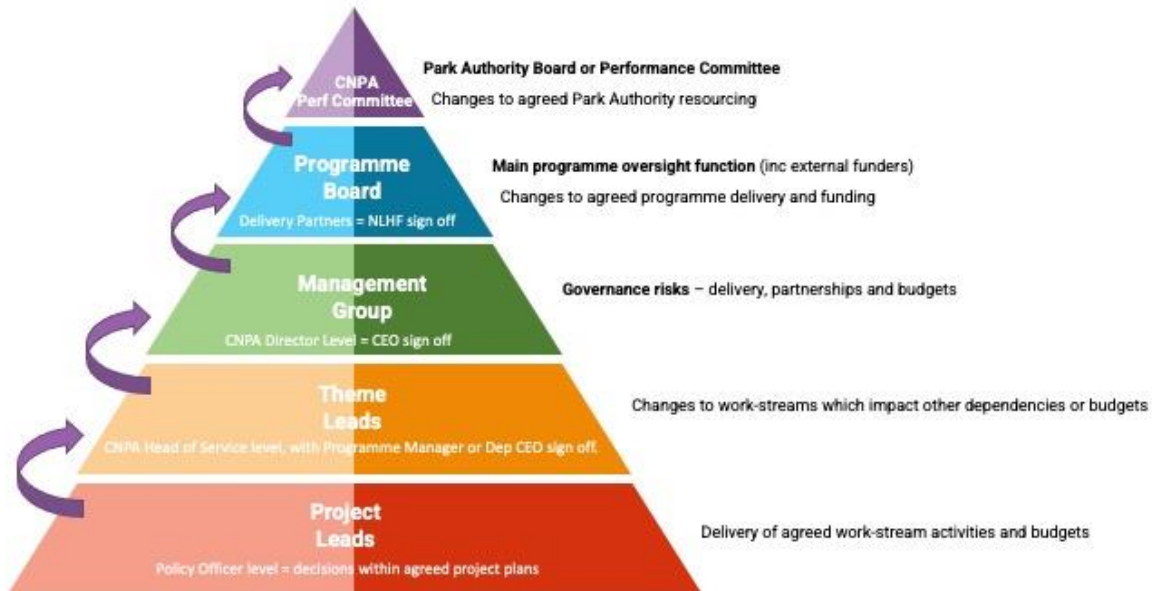 CNPA
Perf Committee
Park Authority Board or Performance Committee
Changes to agreed Park Authority resourcing
Programme
Board
Delivery Partners = NLHF sign off
Main programme oversight function (inc external funders)
Changes to agreed programme delivery and funding
Management
Group
CNPA Director Level = CEO sign off
Governance risks – delivery, partnerships and budgets
Theme
Leads
CNPA Head of Service level, with Programme Manager or Dep CEO sign off.
Changes to work-streams which impact other dependencies or budgets
Project
Leads
Policy Officer level = decisions within agreed project plans
Delivery of agreed work-stream activities and budgets